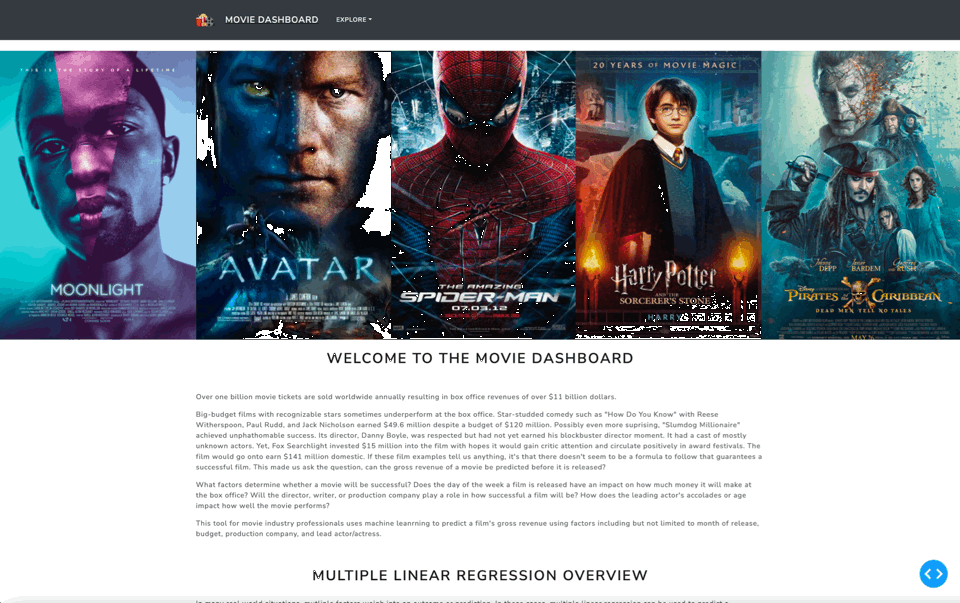 MOVIE DASHBOARD
EXPLORE
THIS IS THE STORY OF A LIFETIME
MOONLIGHT
AVATAR
THE AMAZING
SPIDER-MAN
07.03.12
20 YEARS OF MOVIE MAGIC
Harry Potter
AND THE
SORCERER'S STONE
Johnny DEPP
Javier BARDEM
Geoffrey RUSH
Disney
PIRATES of the CARIBBEAN
DEAD MEN TELL NO TALES
MAY 26
WELCOME TO THE MOVIE DASHBOARD
Over one billion movie tickets are sold worldwide annually resulting in box office revenues of over $11 billion dollars.
Big-budget films with recognizable stars sometimes underperform at the box office. Star-studded comedy such as "How Do You Know" with Reese
Witherspoon, Paul Rudd, and Jack Nicholson earned $49.6 million despite a budget of $120 million. Possibly even more suprising, "Slumdog Millionaire"
achieved unphathomable success. Its director, Danny Boyle, was respected but had not yet earned his blockbuster director moment. It had a cast of mostly
unknown actors. Yet, Fox Searchlight invested $15 million into the film with hopes it would gain critic attention and circulate positively in award festivals. The
film would go onto earn $141 million domestic. If these film examples tell us anything, it's that there doesn't seem to be a formula to follow that guarantees a
successful film. This made us ask the question, can the gross revenue of a movie be predicted before it is released?
What factors determine whether a movie will be successful? Does the day of the week a film is released have an impact on how much money it will make at
the box office? Will the director, writer, or production company play a role in how successful a film will be? How does the leading actor's accolades or age
impact how well the movie performs?
This tool for movie industry professionals uses machine leanrning to predict a film's gross revenue using factors including but not limited to month of release,
budget, production company, and lead actor/actress.
MULTIPLE LINEAR REGRESSION OVERVIEW